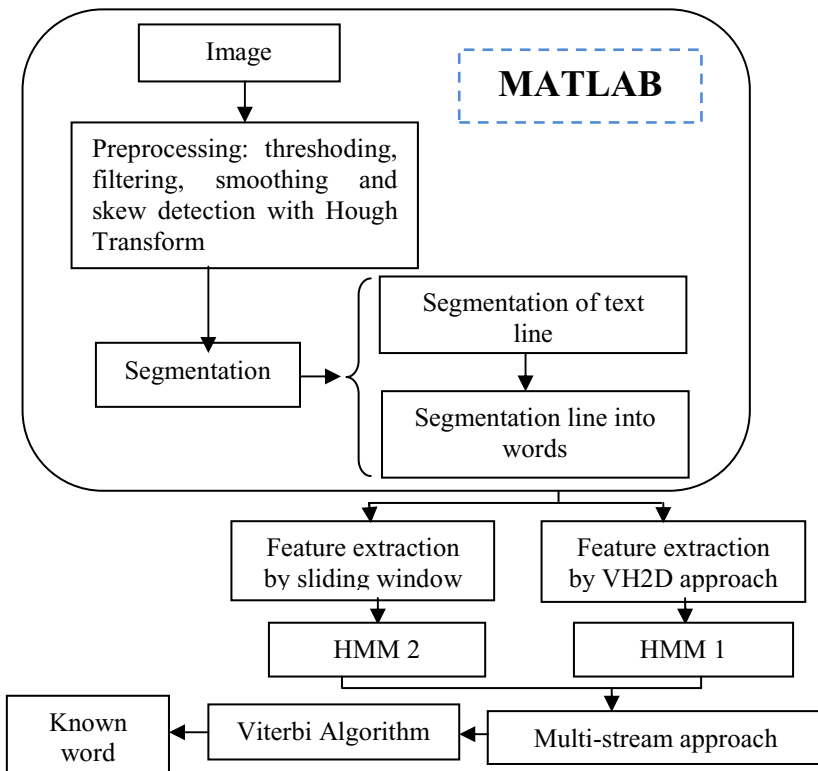 Image
MATLAB
Preprocessing: threshoding,
filtering, smoothing and
skew detection with Hough
Transform
Segmentation of text
line
Segmentation
Segmentation line into
words
Feature extraction
by sliding window
Feature extraction
by VH2D approach
HMM 2
HMM 1
Known
word
Viterbi Algorithm
Multi-stream approach